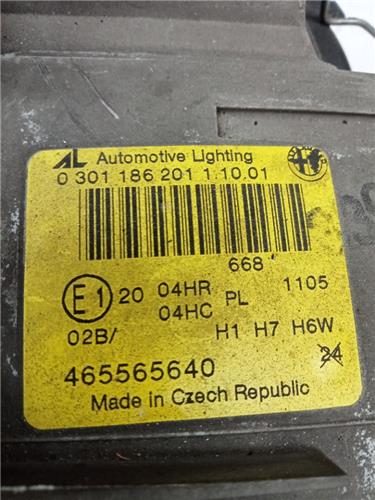 AL Automotive Lighting
0 301 186 201 1.10.01
668
E1 20 04HR PL 1105
04HC
02B/ H1 H7 H6W
465565640 24
Made in Czech Republic